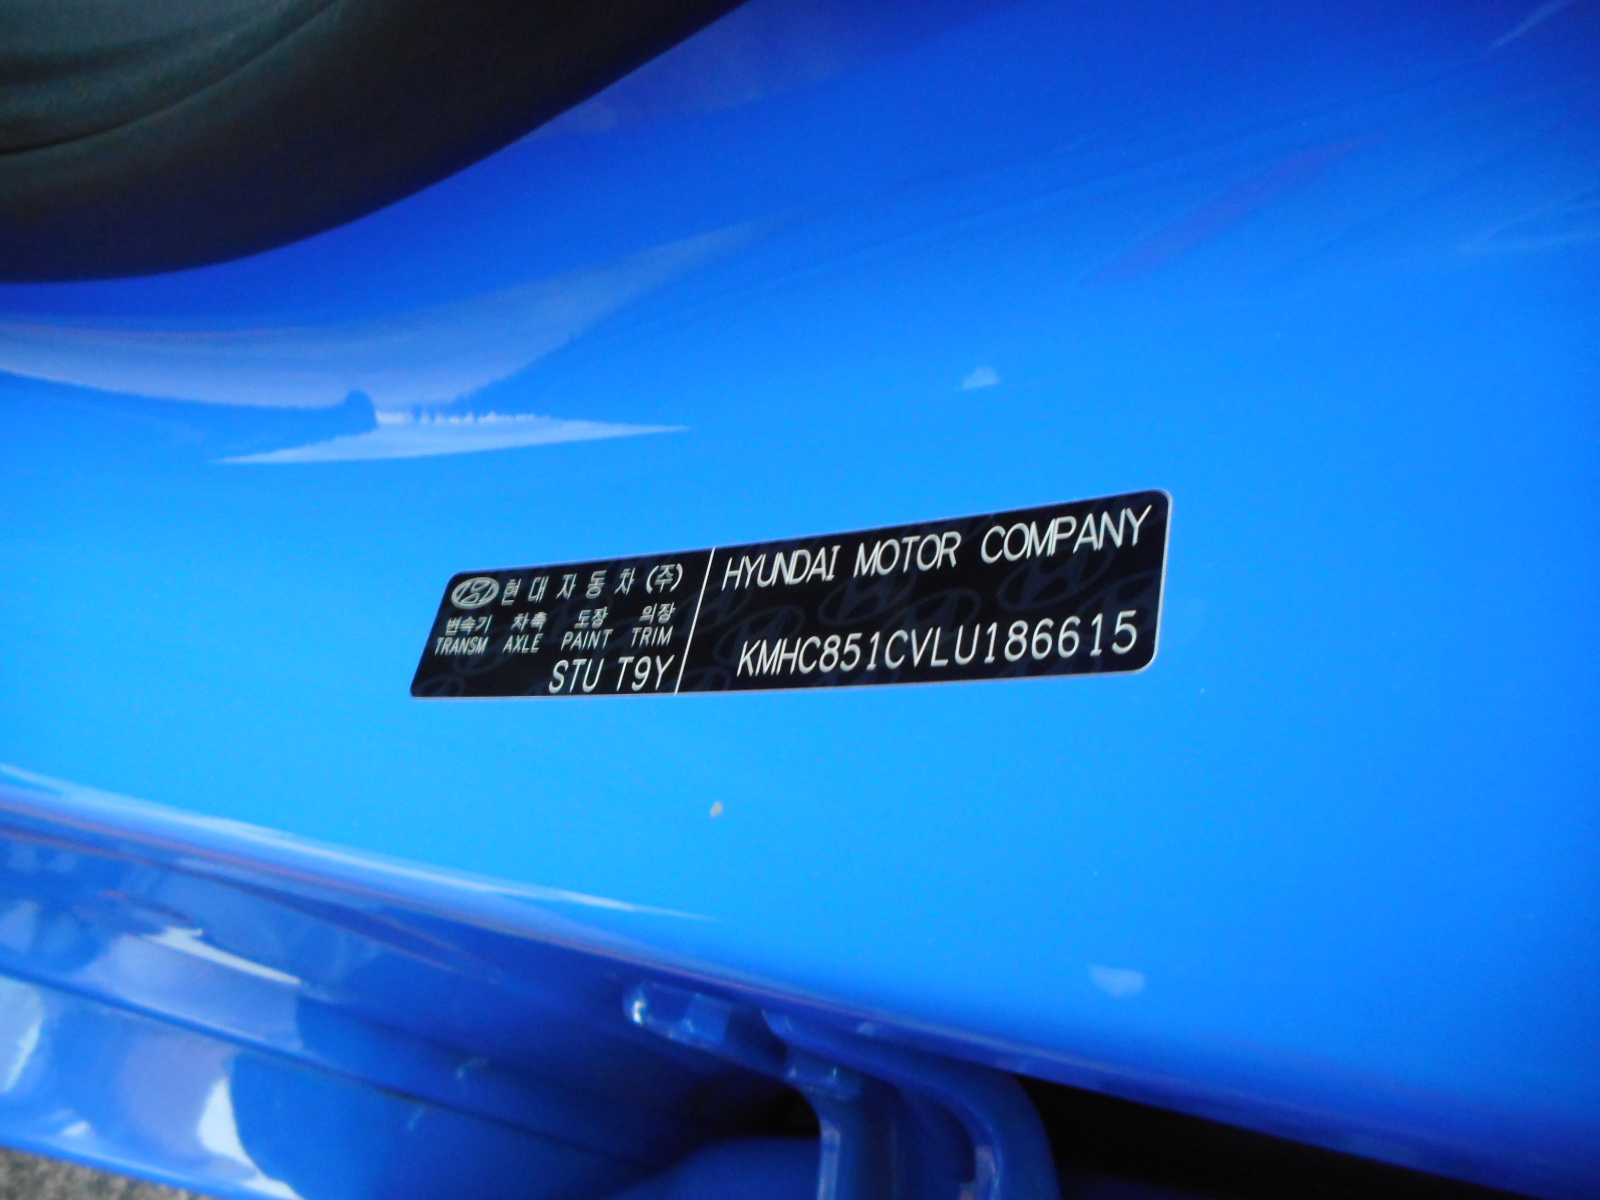 현대자동차(주)
변속기 차축 도장 의장
TRANSM AXLE PAINT TRIM
STU T9Y
HYUNDAI MOTOR COMPANY
KMHC851CVLU186615